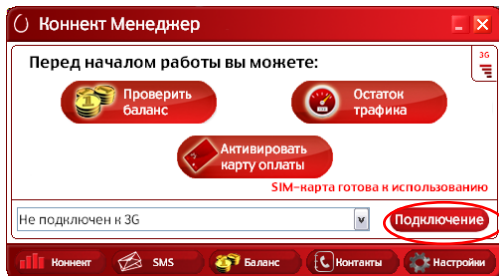 Коннект Менеджер
3G
Перед началом работы вы можете:
Проверить
баланс
Остаток
трафика
Активировать
карту оплаты
SIM-карта готова к использованию
Не подключен к 3G
Подключение
Коннект
SMS
Баланс
Контакты
Настройки